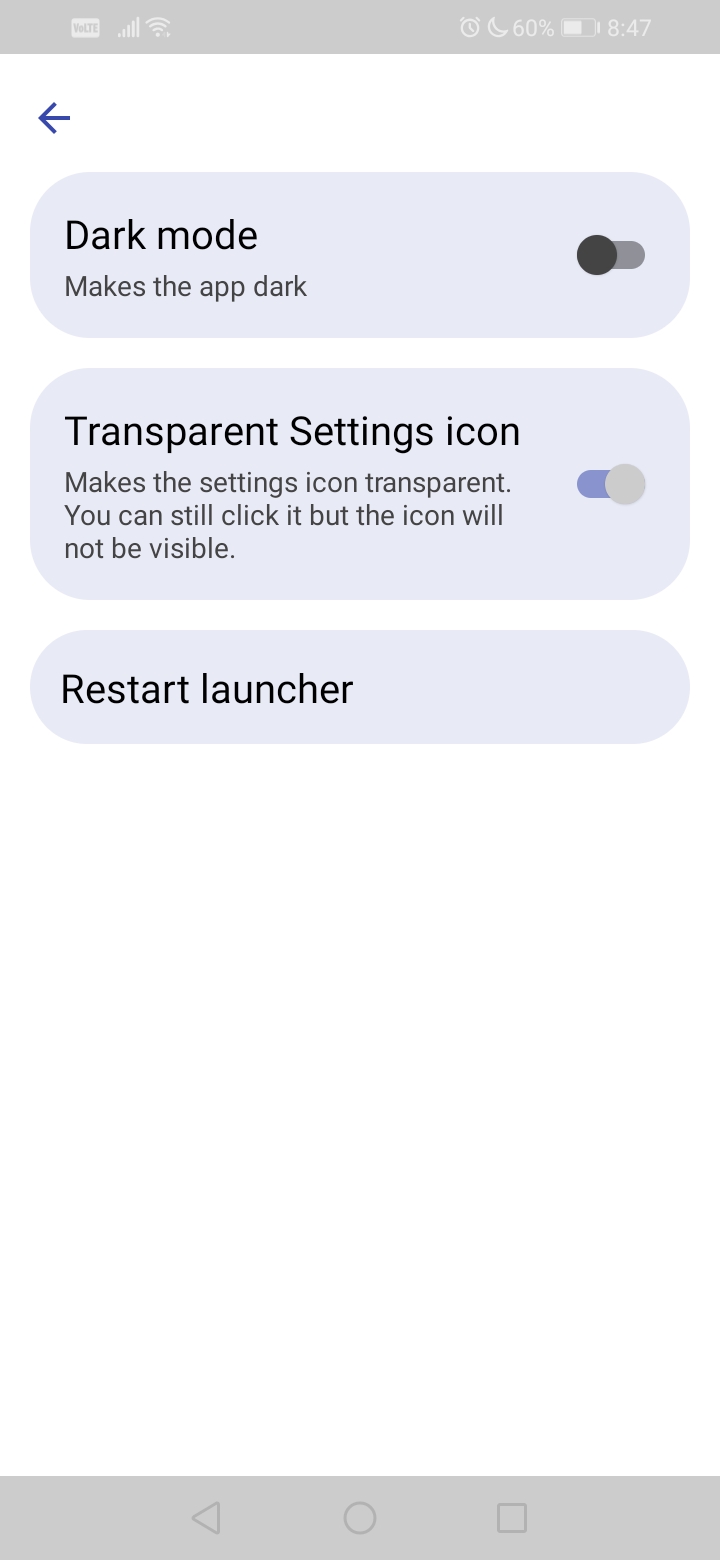 VoLTE 60% 8:47
Dark mode
Makes the app dark
Transparent Settings icon
Makes the settings icon transparent.
You can still click it but the icon will
not be visible.
Restart launcher